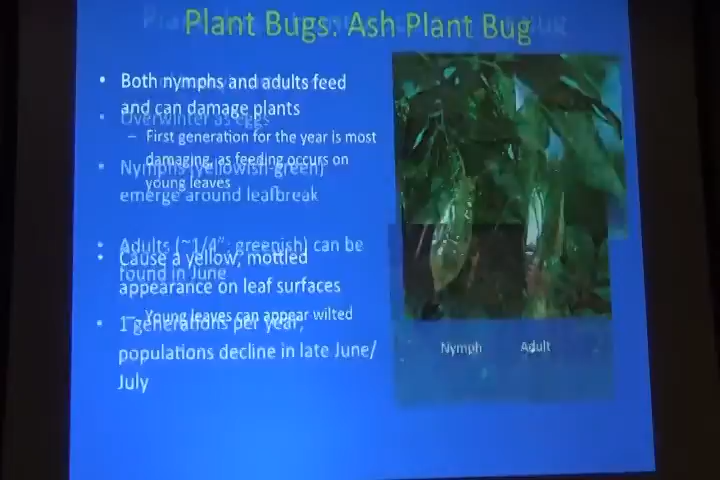 Plant Bugs: Ash Plant Bug
• Both nymphs and adults feed
and can damage plants
• Overwinter as eggs
– First generation for the year is most
damaging, as feeding occurs on
young leaves
• Nymphs (yellowish-green)
emerge around leafbreak
• Adults (~1/4", greenish) can be
found in June
• Cause a yellow, mottled
appearance on leaf surfaces
– Young leaves can appear wilted
• 1 generations per year,
populations decline in late June/
July
Nymph Adult